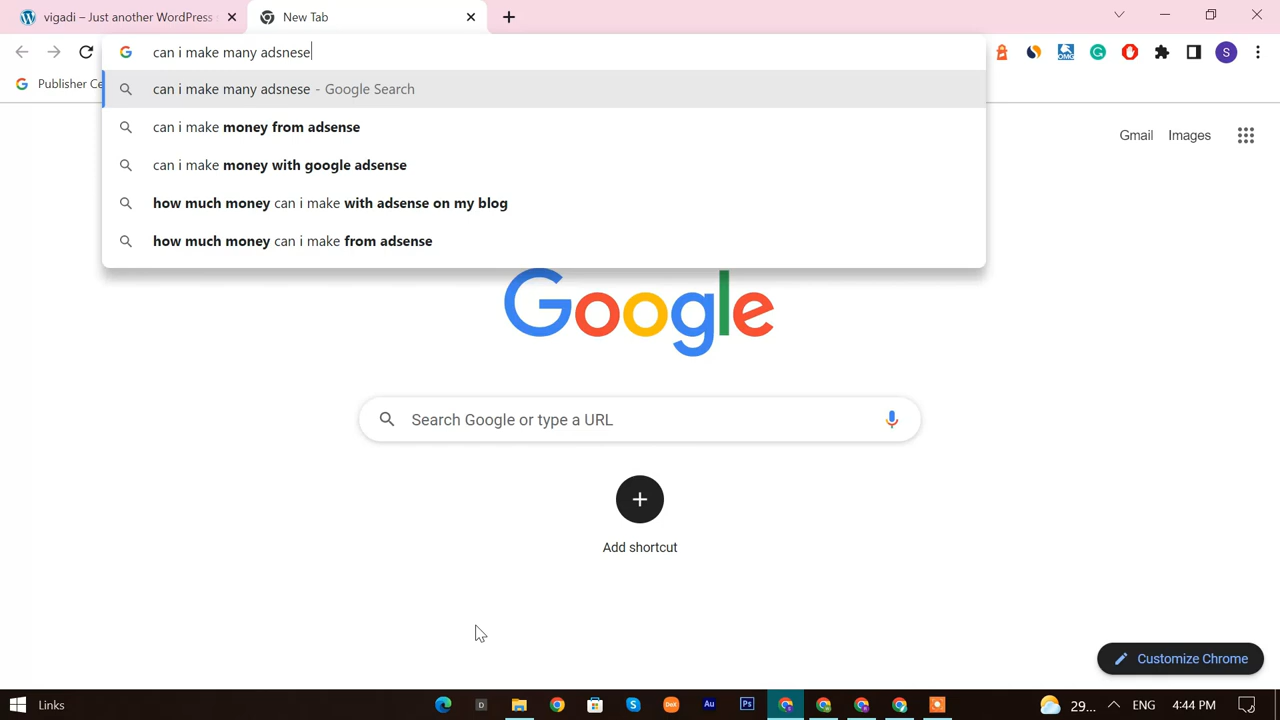 vigadi – Just another WordPress
New Tab
can i make many adsnese
Publisher Ce
can i make many adsnese - Google Search
can i make money from adsense
can i make money with google adsense
how much money can i make with adsense on my blog
how much money can i make from adsense
OMG
S
Gmail Images
Google
Search Google or type a URL
Add shortcut
Customize Chrome
Links
D
Au
Ps
29...
ENG
4:44 PM